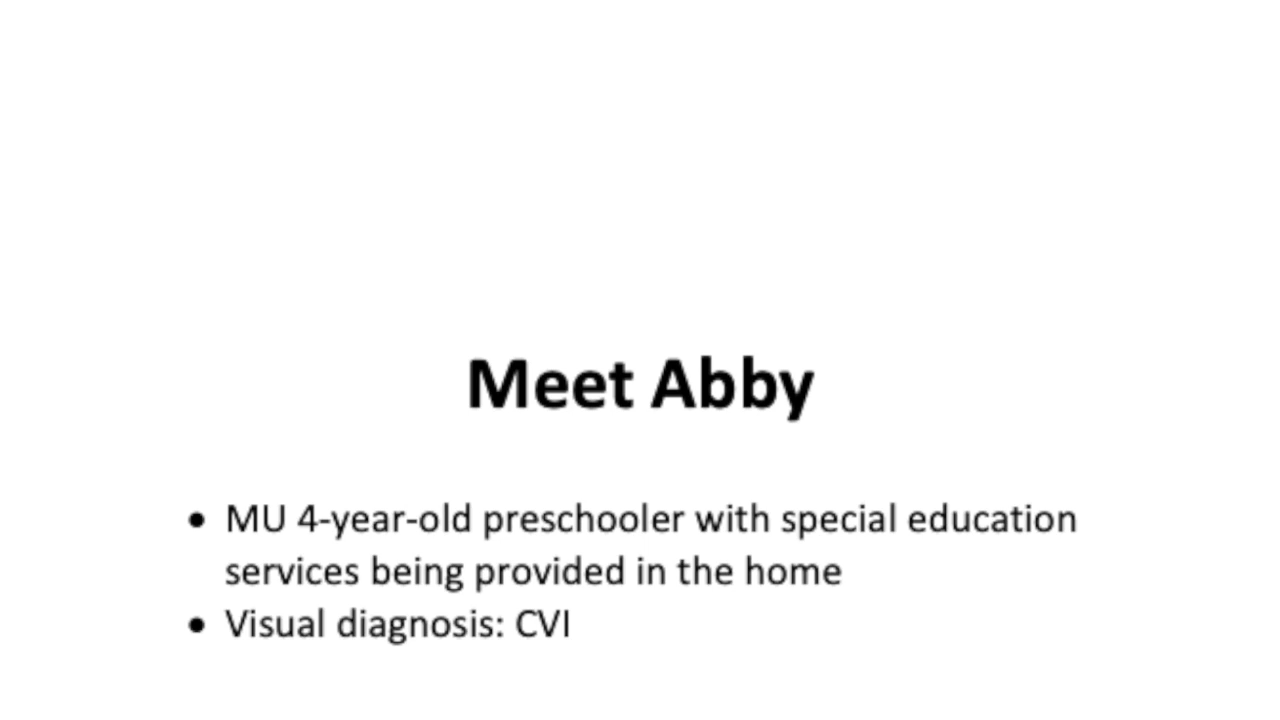 Meet Abby
• MU 4-year-old preschooler with special education
services being provided in the home
• Visual diagnosis: CVI